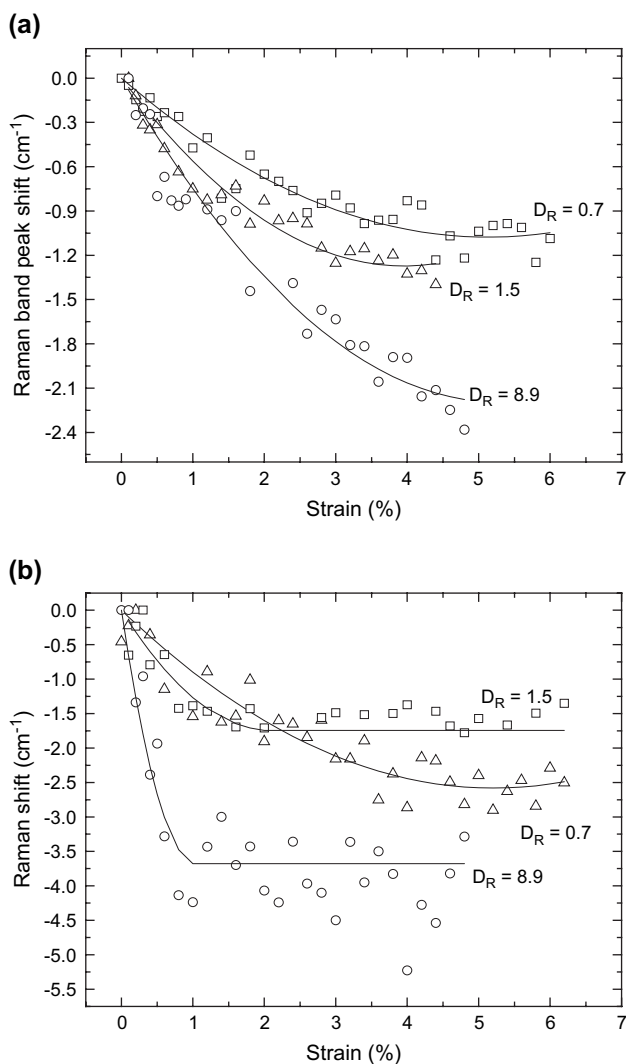 (a)
0.0
-0.3
-0.6
-0.9
-1.2
-1.5
-1.8
-2.1
-2.4
Raman band peak shift (cm⁻¹)
D_R = 0.7
D_R = 1.5
D_R = 8.9
0 1 2 3 4 5 6 7
Strain (%)
(b)
0.0
-0.5
-1.0
-1.5
-2.0
-2.5
-3.0
-3.5
-4.0
-4.5
-5.0
-5.5
Raman shift (cm⁻¹)
D_R = 1.5
D_R = 0.7
D_R = 8.9
0 1 2 3 4 5 6 7
Strain (%)